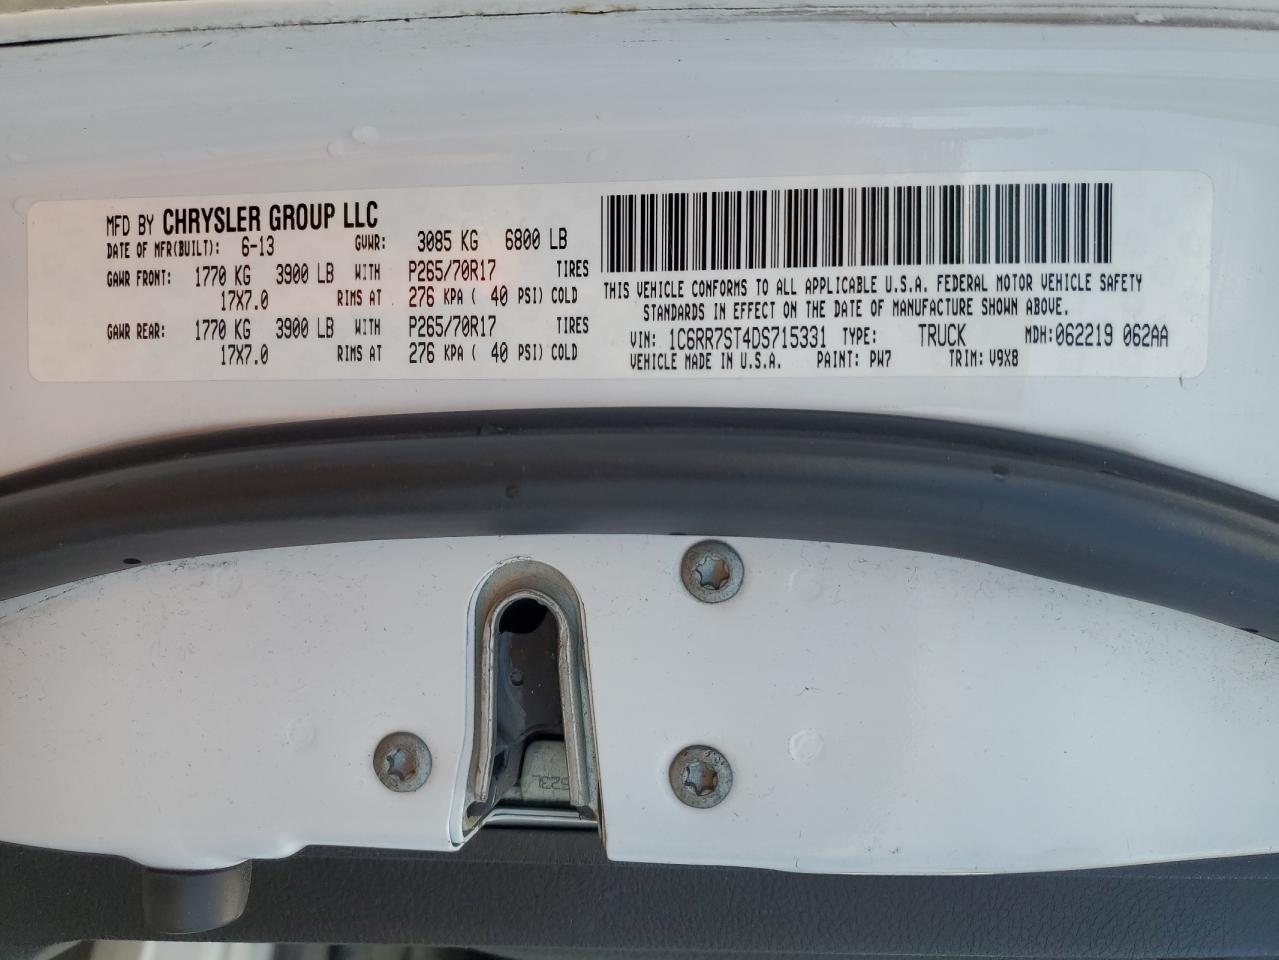 MFD BY CHRYSLER GROUP LLC
DATE OF MFR(BUILT): 6-13 GVWR: 3085 KG 6800 LB
GAWR FRONT: 1770 KG 3900 LB WITH P265/70R17 TIRES
17X7.0 RIMS AT 276 KPA ( 40 PSI) COLD
GAWR REAR: 1770 KG 3900 LB WITH P265/70R17 TIRES
17X7.0 RIMS AT 276 KPA ( 40 PSI) COLD
THIS VEHICLE CONFORMS TO ALL APPLICABLE U.S.A. FEDERAL MOTOR VEHICLE SAFETY
STANDARDS IN EFFECT ON THE DATE OF MANUFACTURE SHOWN ABOVE.
VIN: 1C6RR7ST4DS715331 TYPE: TRUCK MDH:062219 062AA
VEHICLE MADE IN U.S.A. PAINT: PW7 TRIM: V9X8